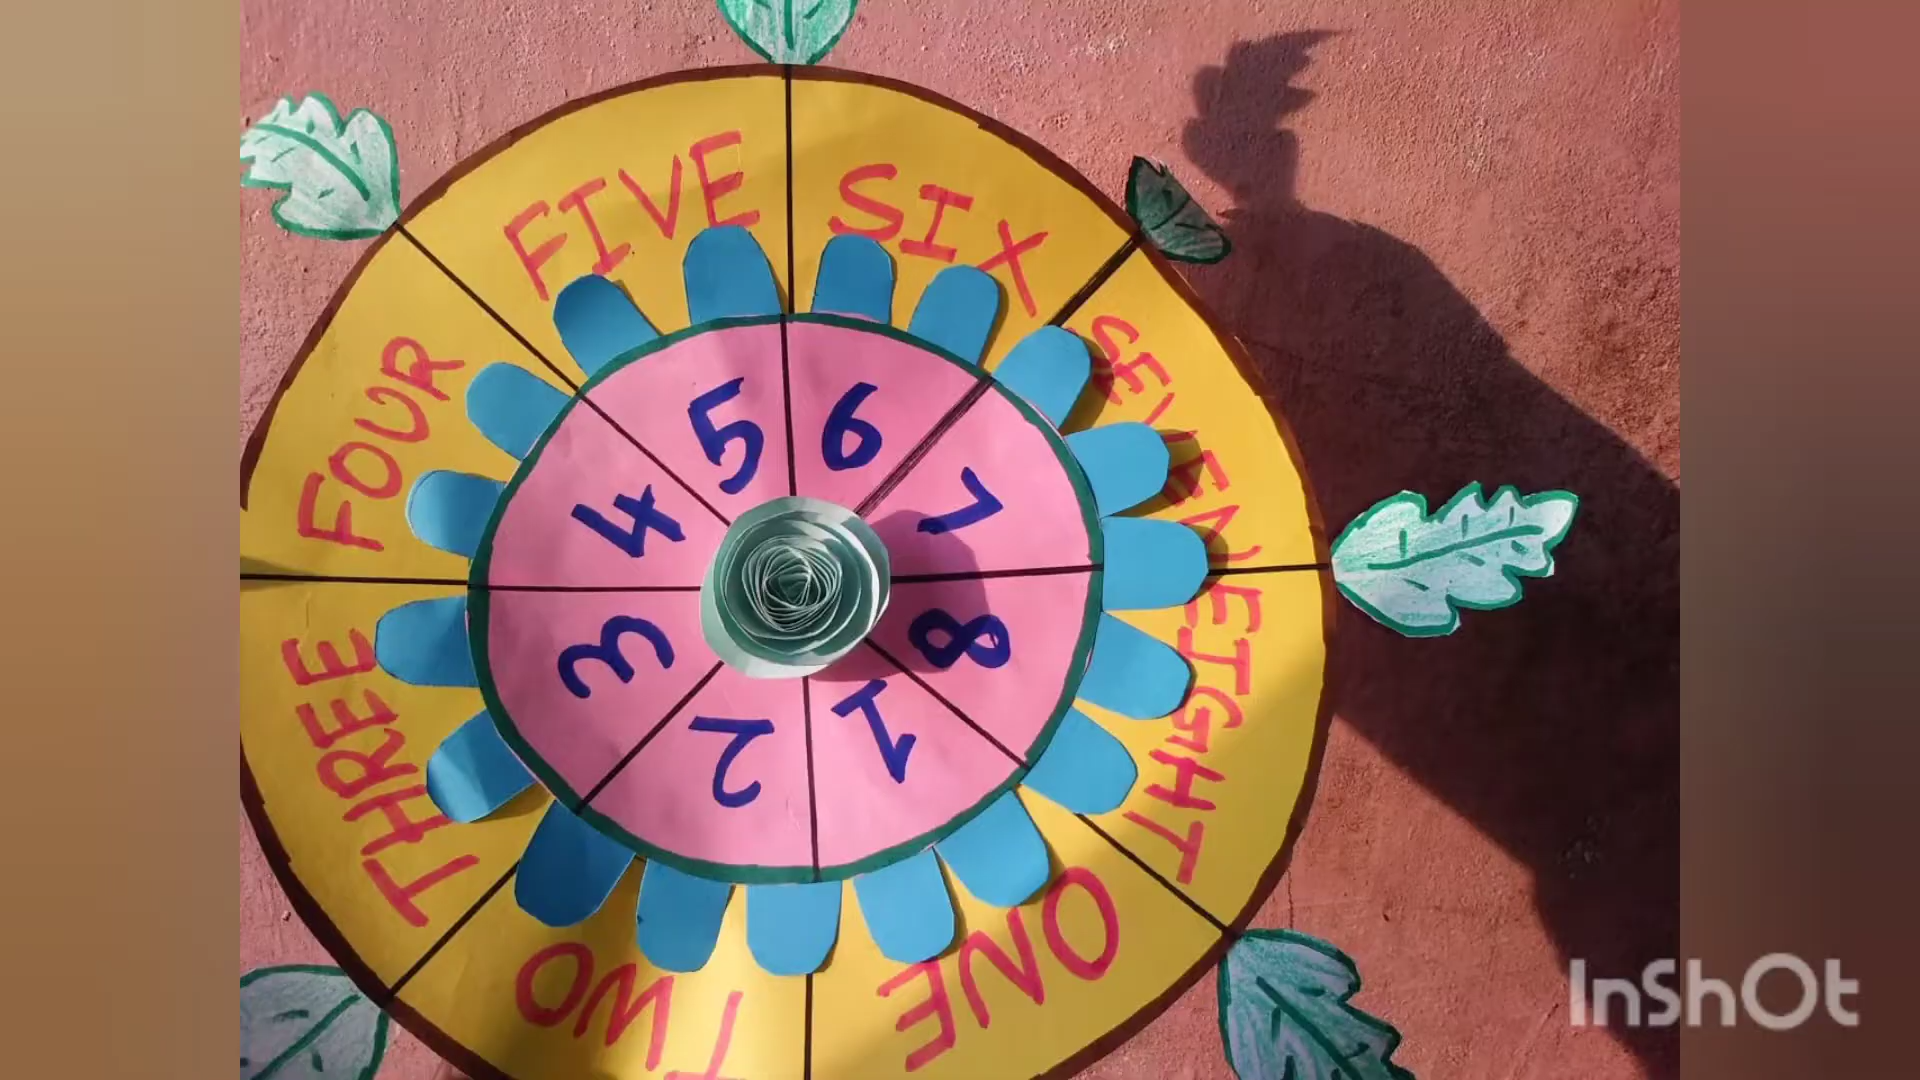 ONE
TWO
THREE
FOUR
FIVE
SIX
SEVEN
EIGHT
1
2
3
4
5
6
7
8
InShOt